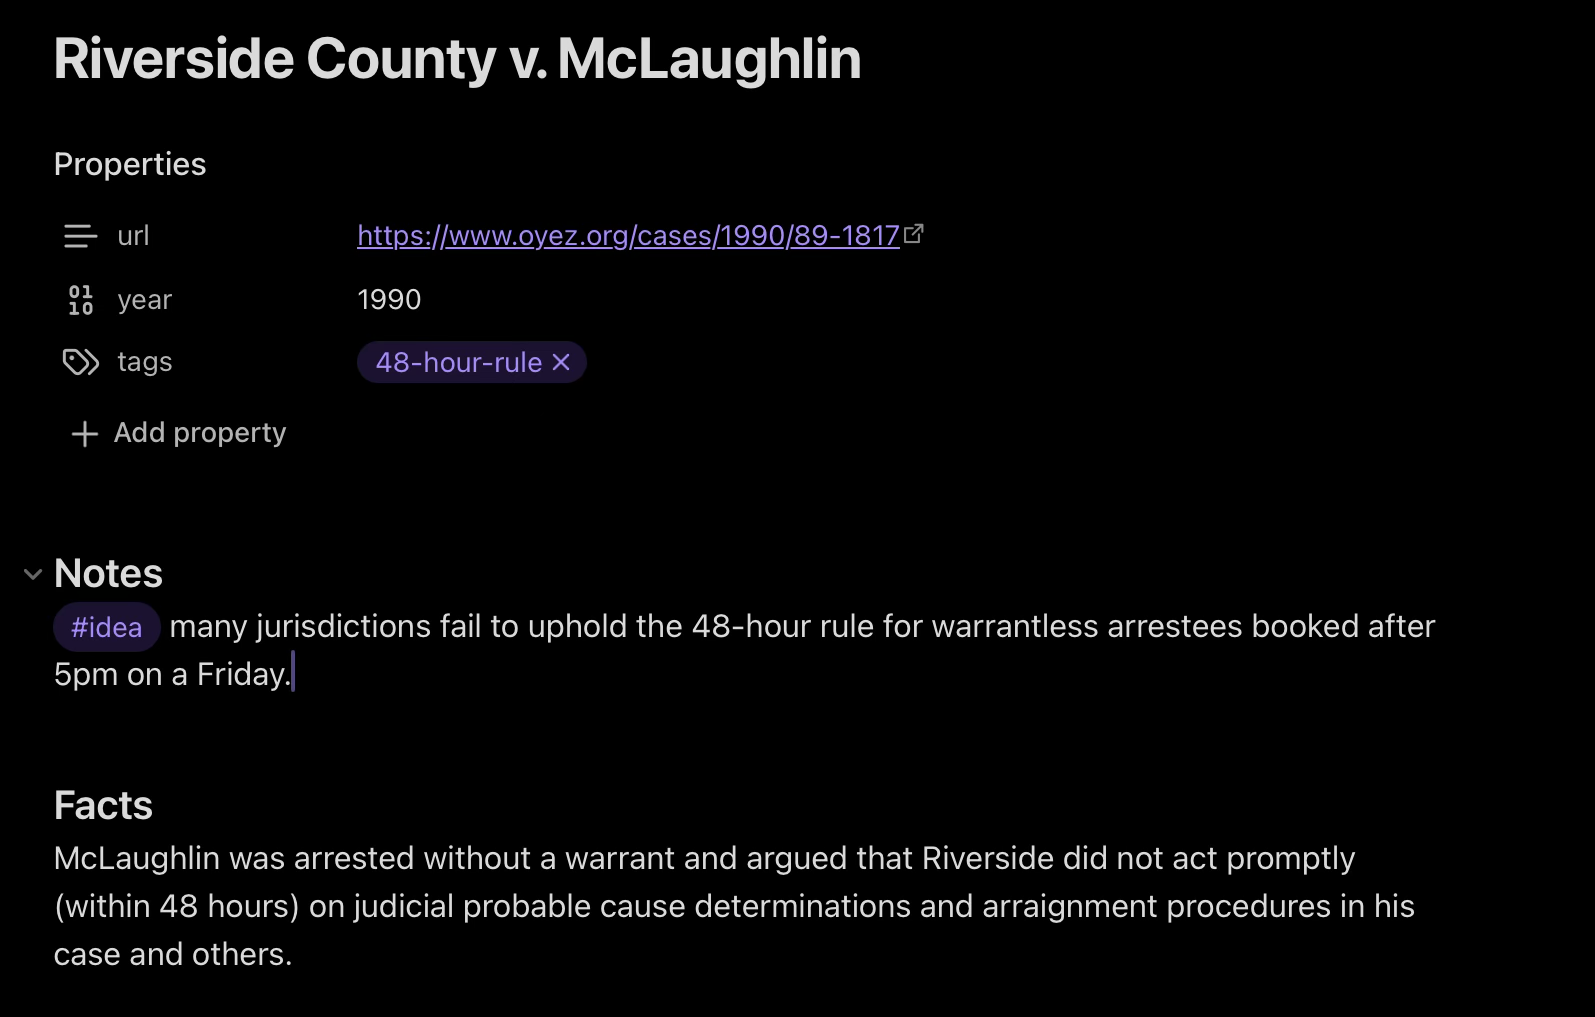 Riverside County v. McLaughlin
Properties
url https://www.oyez.org/cases/1990/89-1817
year 1990
tags 48-hour-rule
Add property
Notes
#idea many jurisdictions fail to uphold the 48-hour rule for warrantless arrestees booked after
5pm on a Friday.
Facts
McLaughlin was arrested without a warrant and argued that Riverside did not act promptly
(within 48 hours) on judicial probable cause determinations and arraignment procedures in his
case and others.